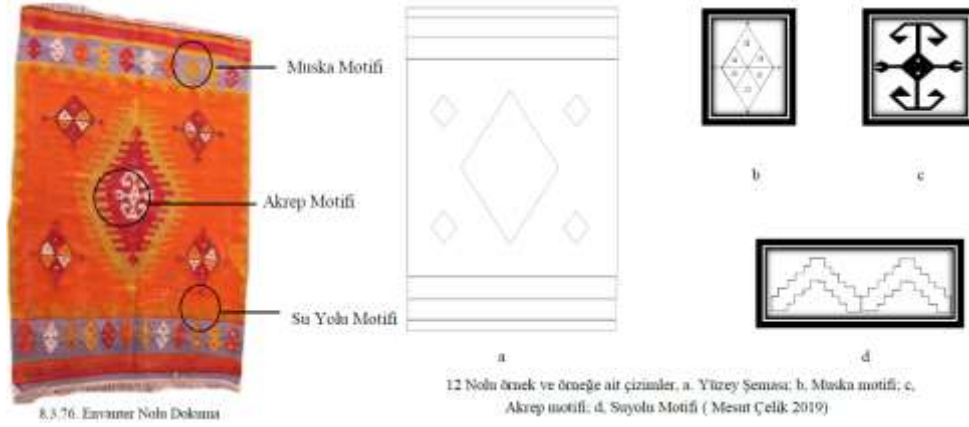 Muska Motifi
Akrep Motifi
Su Yolu Motifi
8.3.76. Envanter Nolu Dokuma
a
b
c
d
12 Nolu örnek ve örneğe ait çizimler, a. Yüzey Şeması; b, Muska motifi; c,
Akrep motifi; d, Suyolu Motifi ( Mesut Çelik 2019)